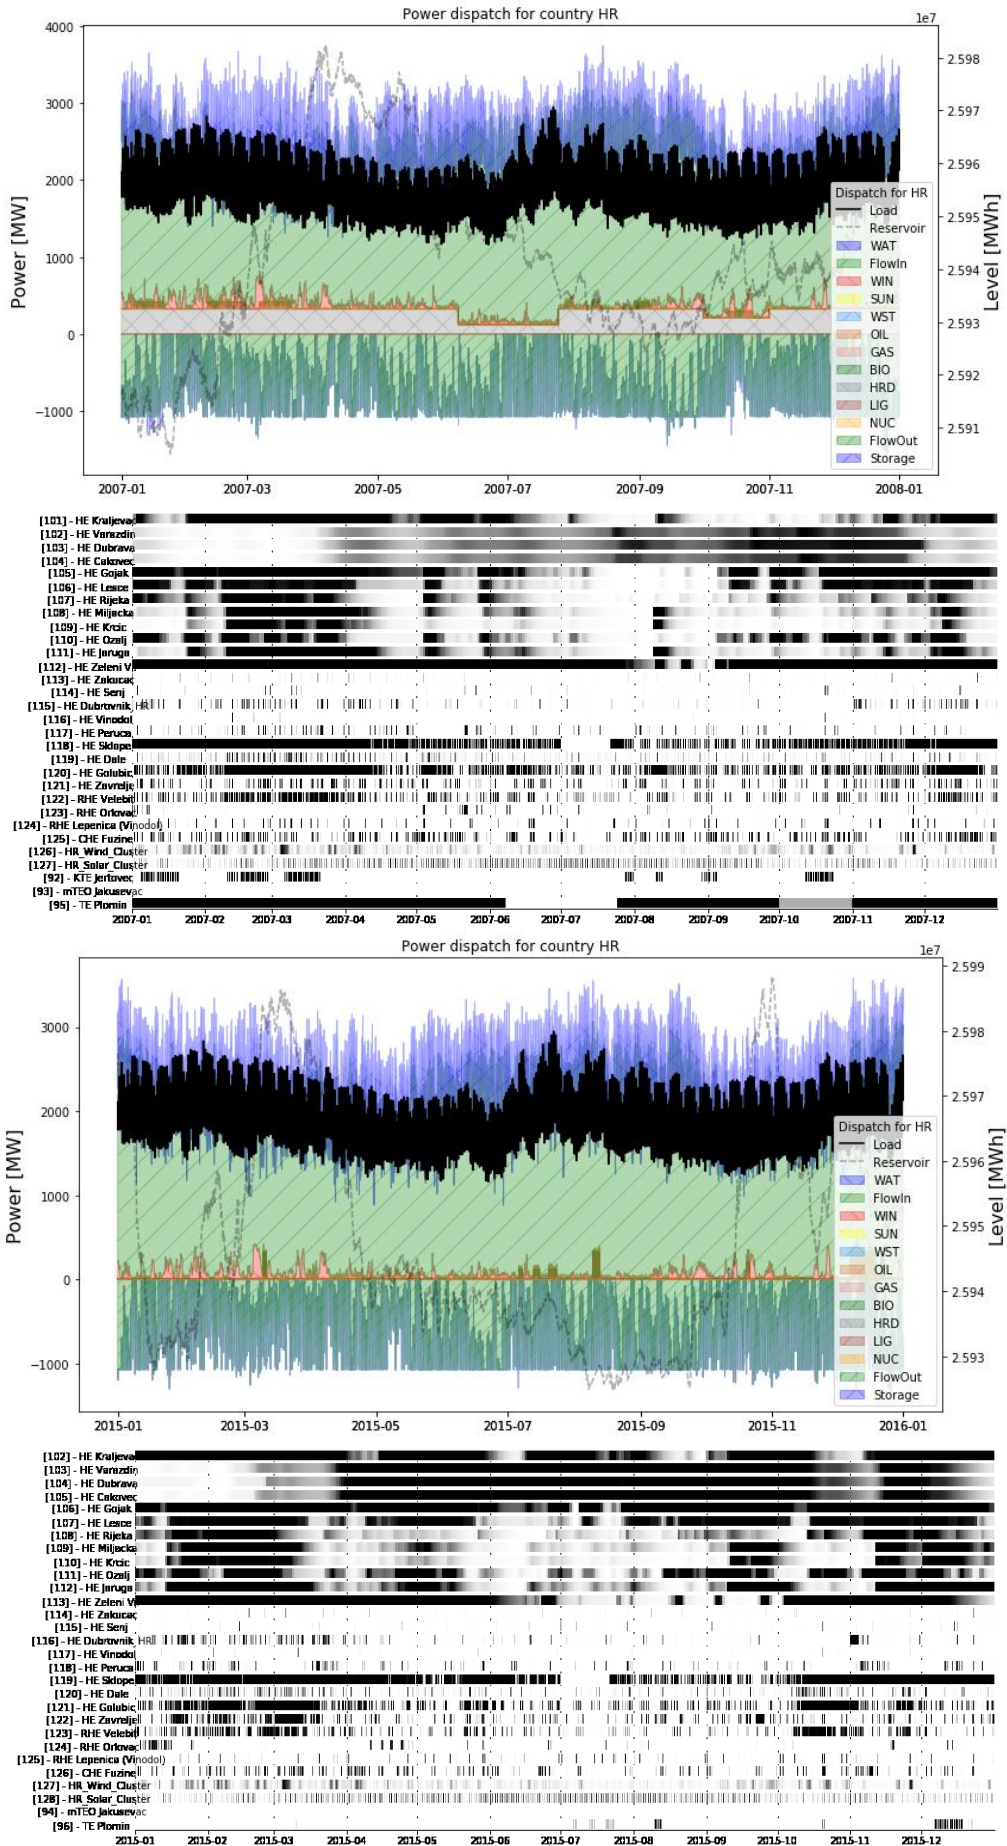 Power dispatch for country HR
1e7
4000
3000
2000
1000
0
−1000
Power [MW]
2.598
2.597
2.596
2.595
2.594
2.593
2.592
2.591
Level [MWh]
Dispatch for HR
Load
Reservoir
WAT
FlowIn
WIN
SUN
WST
OIL
GAS
BIO
HRD
LIG
NUC
FlowOut
Storage
2007-01 2007-03 2007-05 2007-07 2007-09 2007-11 2008-01
[101] - HE Kraljevac
[102] - HE Varazdin
[103] - HE Dubrava
[104] - HE Cakovec
[105] - HE Gojak
[106] - HE Lesce
[107] - HE Rijeka
[108] - HE Miljacka
[109] - HE Krcic
[110] - HE Ozalj
[111] - HE Jaruga
[112] - HE Zeleni V
[113] - HE Zakucac
[114] - HE Senj
[115] - HE Dubrovnik_HR
[116] - HE Vinodol
[117] - HE Peruca
[118] - HE Sklope
[119] - HE Dale
[120] - HE Golubic
[121] - HE Zavrelje
[122] - RHE Velebit
[123] - RHE Orlovac
[124] - RHE Lepenica (Vinodol)
[125] - CHE Fuzine
[126] - HR_Wind_Cluster
[127] - HR_Solar_Cluster
[92] - KTE Jertovec
[93] - mTEO Jakusevac
[95] - TE Plomin
2007-01 2007-02 2007-03 2007-04 2007-05 2007-06 2007-07 2007-08 2007-09 2007-10 2007-11 2007-12
Power dispatch for country HR
1e7
3000
2000
1000
0
−1000
Power [MW]
2.599
2.598
2.597
2.596
2.595
2.594
2.593
Level [MWh]
Dispatch for HR
Load
Reservoir
WAT
FlowIn
WIN
SUN
WST
OIL
GAS
BIO
HRD
LIG
NUC
FlowOut
Storage
2015-01 2015-03 2015-05 2015-07 2015-09 2015-11 2016-01
[102] - HE Kraljevac
[103] - HE Varazdin
[104] - HE Dubrava
[105] - HE Cakovec
[106] - HE Gojak
[107] - HE Lesce
[108] - HE Rijeka
[109] - HE Miljacka
[110] - HE Krcic
[111] - HE Ozalj
[112] - HE Jaruga
[113] - HE Zeleni V
[114] - HE Zakucac
[115] - HE Senj
[116] - HE Dubrovnik_HR
[117] - HE Vinodol
[118] - HE Peruca
[119] - HE Sklope
[120] - HE Dale
[121] - HE Golubic
[122] - HE Zavrelje
[123] - RHE Velebit
[124] - RHE Orlovac
[125] - RHE Lepenica (Vinodol)
[126] - CHE Fuzine
[127] - HR_Wind_Cluster
[128] - HR_Solar_Cluster
[94] - mTEO Jakusevac
[96] - TE Plomin
2015-01 2015-02 2015-03 2015-04 2015-05 2015-06 2015-07 2015-08 2015-09 2015-10 2015-11 2015-12